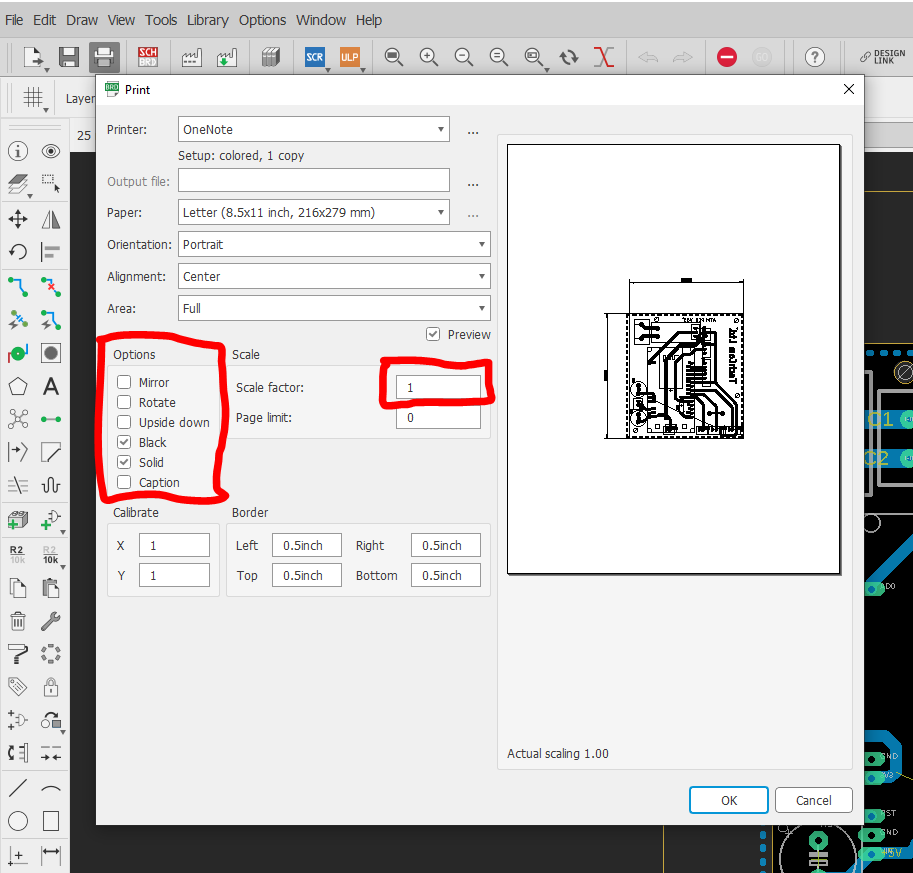 File Edit Draw View Tools Library Options Window Help
SCH
BRD
SCR
ULP
DESIGN
LINK
Layer
Print
25
Printer: OneNote ...
Setup: colored, 1 copy
Output file: ...
Paper: Letter (8.5x11 inch, 216x279 mm) ...
Orientation: Portrait
Alignment: Center
Area: Full
Preview
Options Scale
Mirror
Scale factor: 1
Rotate
Page limit: 0
Upside down
Black
Solid
Caption
Calibrate Border
X 1 Left 0.5inch Right 0.5inch
Y 1 Top 0.5inch Bottom 0.5inch
Actual scaling 1.00
OK Cancel
R2
10k
R2
10k
C1
C2
GND
RST
GND